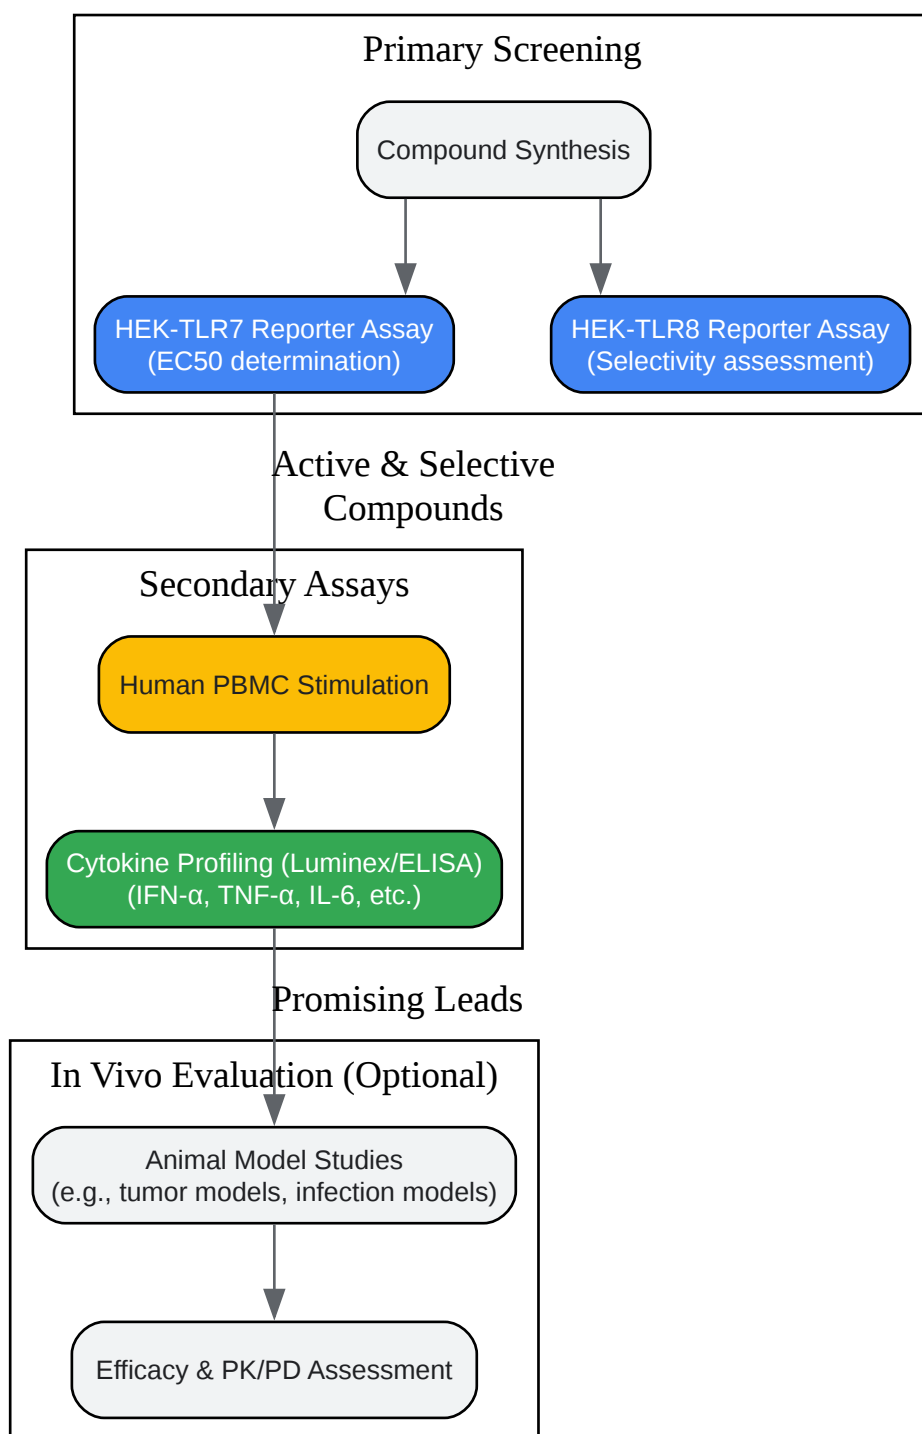 Primary Screening
Compound Synthesis
HEK-TLR7 Reporter Assay
(EC50 determination)
HEK-TLR8 Reporter Assay
(Selectivity assessment)
Active & Selective
Compounds
Secondary Assays
Human PBMC Stimulation
Cytokine Profiling (Luminex/ELISA)
(IFN-α, TNF-α, IL-6, etc.)
Promising Leads
In Vivo Evaluation (Optional)
Animal Model Studies
(e.g., tumor models, infection models)
Efficacy & PK/PD Assessment